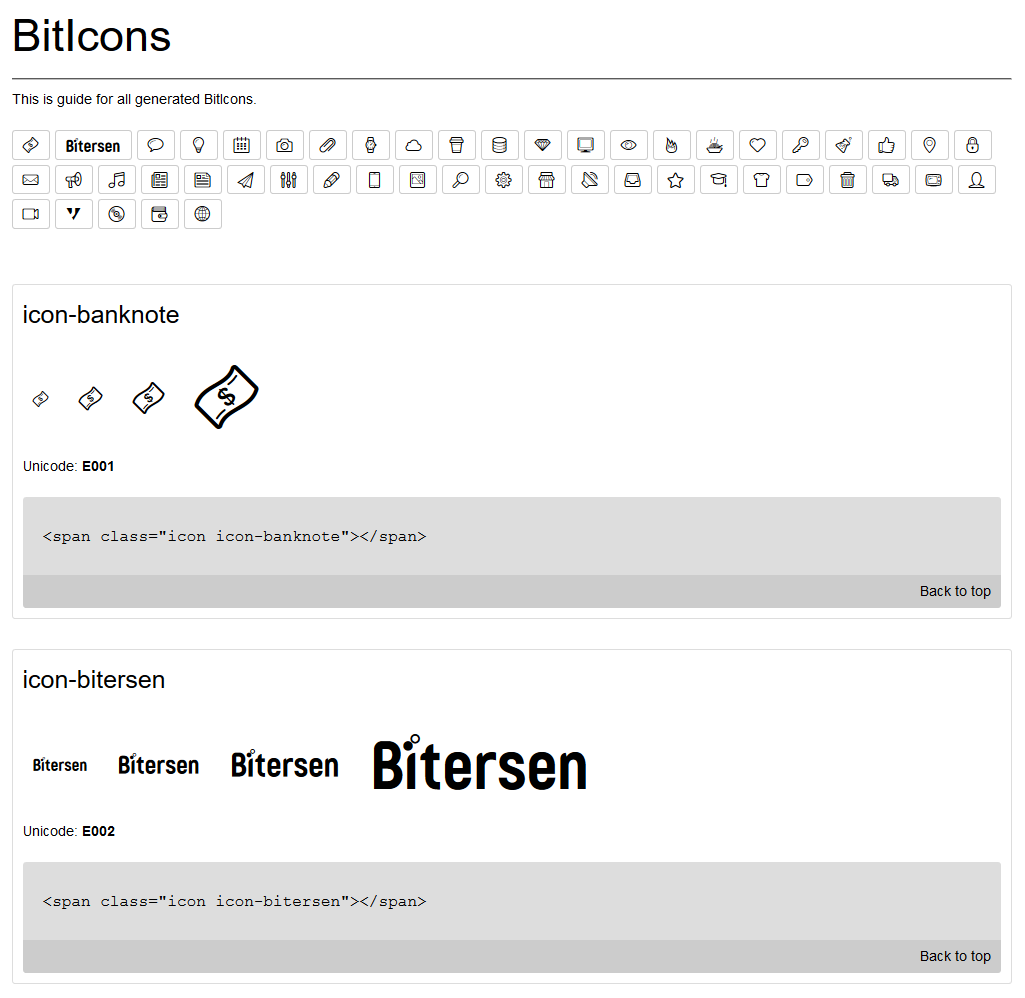 BitIcons
This is guide for all generated BitIcons.
Bitersen
icon-banknote
$ $ $ $
Unicode: E001
<span class="icon icon-banknote"></span>
Back to top
icon-bitersen
Bitersen Bitersen Bitersen Bitersen
Unicode: E002
<span class="icon icon-bitersen"></span>
Back to top